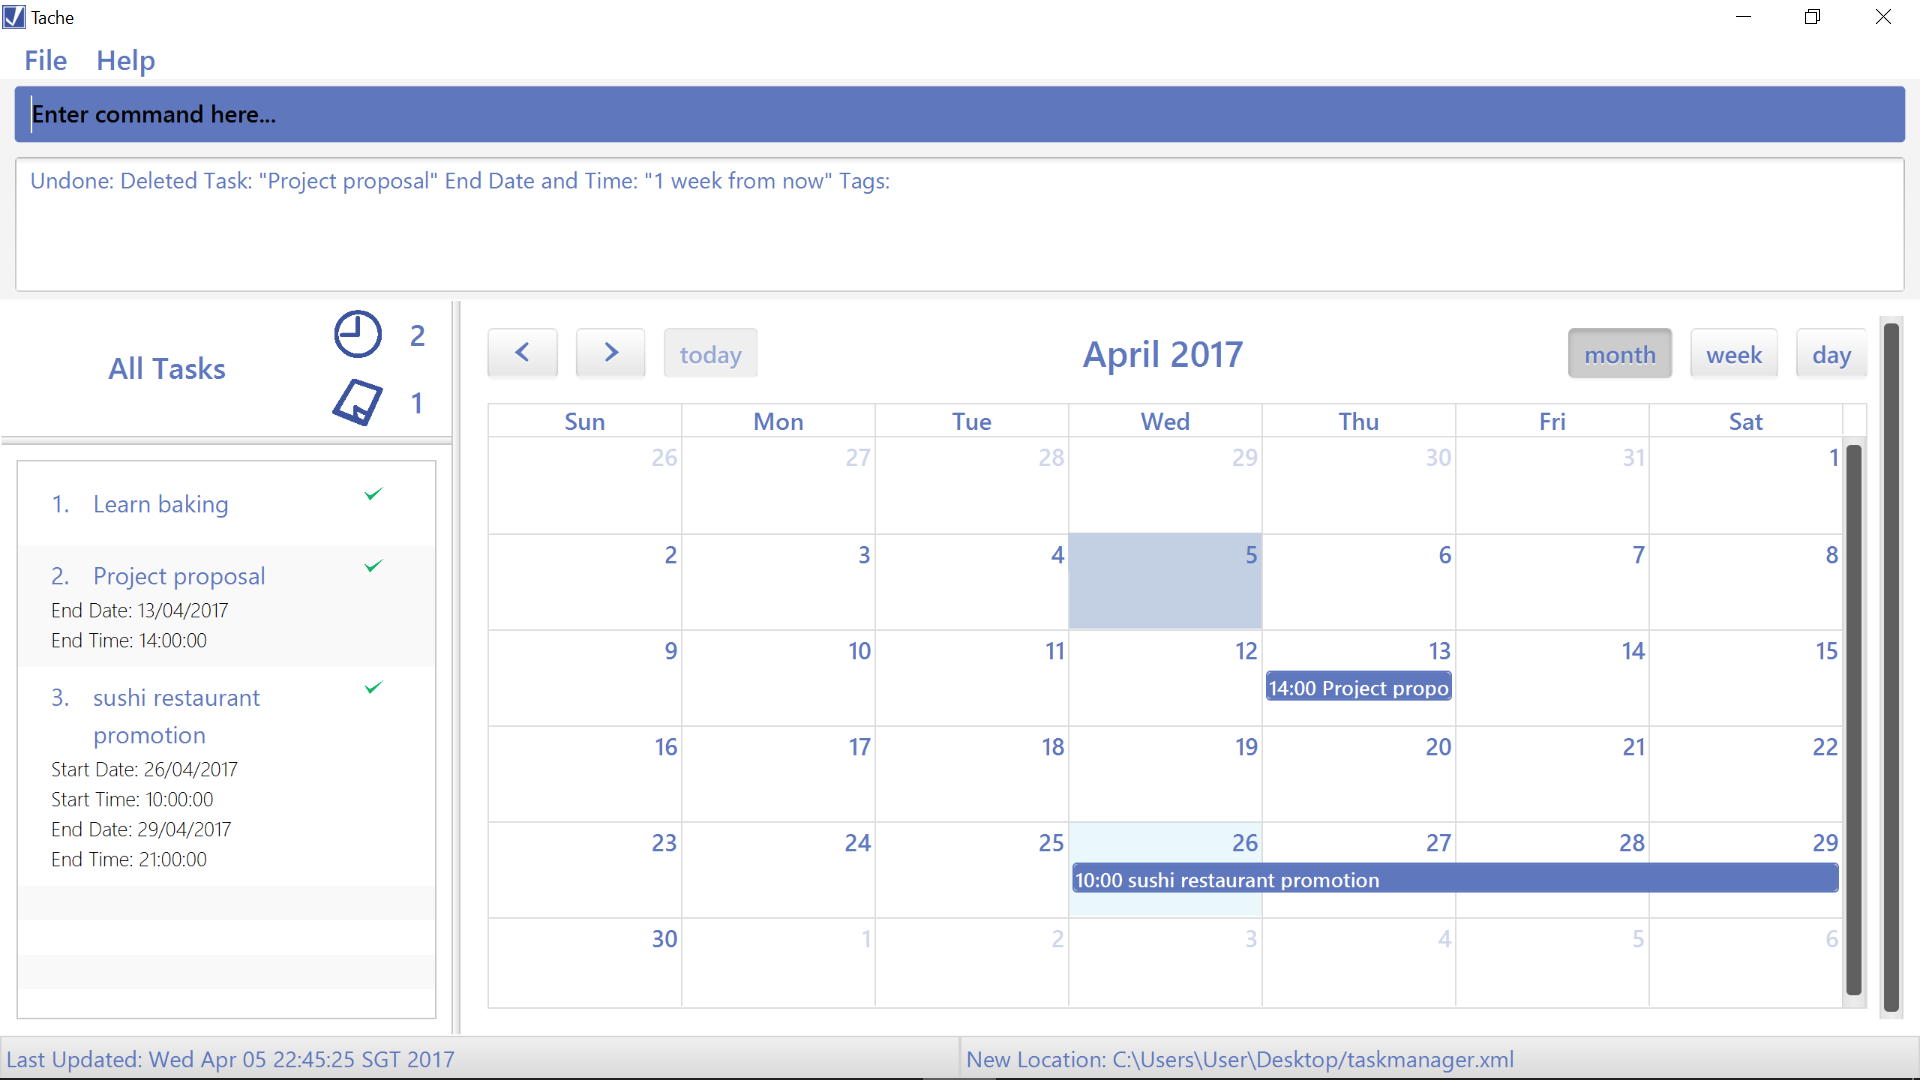 Tache
File Help
Enter command here...
Undone: Deleted Task: "Project proposal" End Date and Time: "1 week from now" Tags:
All Tasks
2
1
1. Learn baking
2. Project proposal
End Date: 13/04/2017
End Time: 14:00:00
3. sushi restaurant
promotion
Start Date: 26/04/2017
Start Time: 10:00:00
End Date: 29/04/2017
End Time: 21:00:00
today
April 2017
month week day
Sun Mon Tue Wed Thu Fri Sat
26 27 28 29 30 31 1
2 3 4 5 6 7 8
9 10 11 12 13 14 15
14:00 Project propo
16 17 18 19 20 21 22
23 24 25 26 27 28 29
10:00 sushi restaurant promotion
30 1 2 3 4 5 6
Last Updated: Wed Apr 05 22:45:25 SGT 2017
New Location: C:\Users\User\Desktop/taskmanager.xml